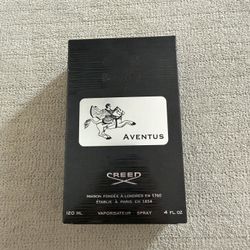 AVENTUS
CREED
MAISON FONDÉE A LONDRES EN 1760
ÉTABLIE À PARIS EN 1854
120 ML VAPORISATEUR SPRAY 4 FL.OZ